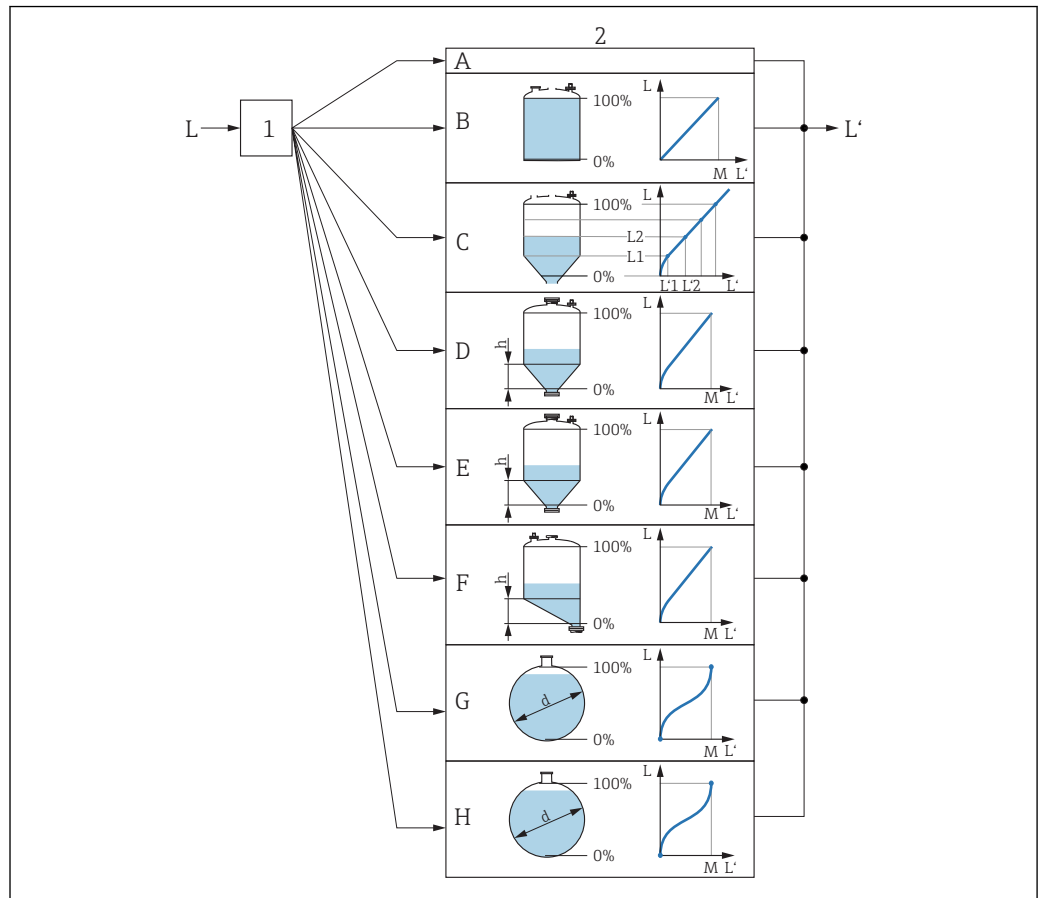 2
A
L 1 L‘
B 100% L
0%
M L‘
C 100% L
L2
L1
0%
L‘1 L‘2 L‘
D h 100% L
0%
M L‘
E h 100% L
0%
M L‘
F h 100% L
0%
M L‘
G d 100% L
0%
M L‘
H d 100% L
0%
M L‘